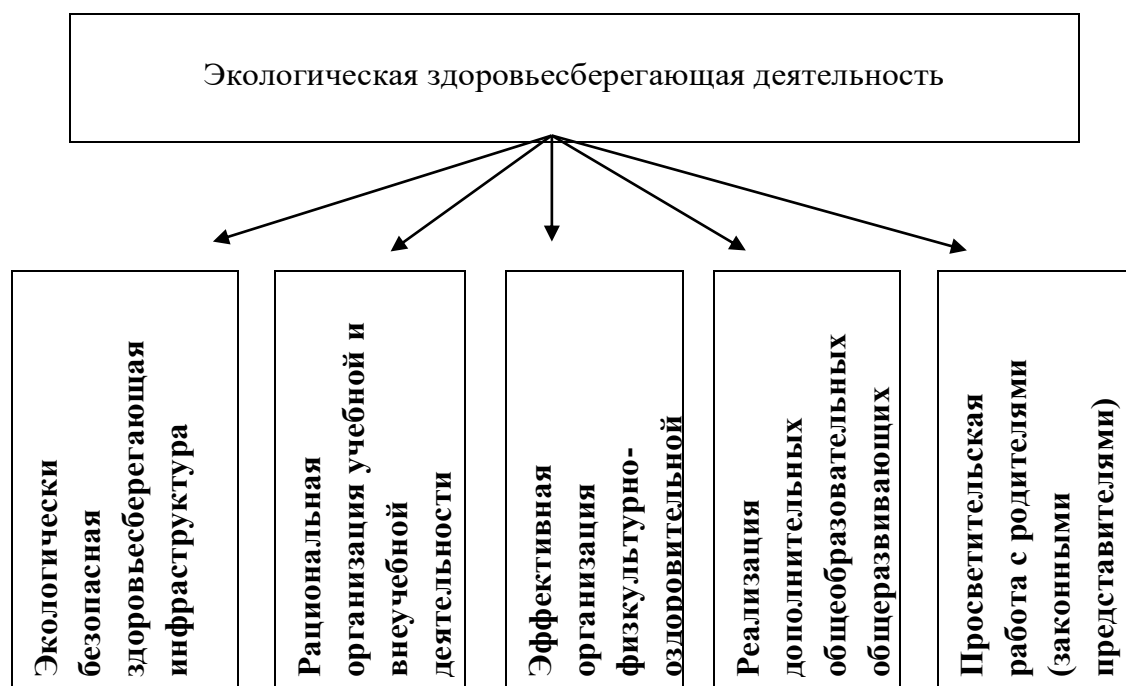 Экологическая здоровьесберегающая деятельность
Экологически
безопасная
здоровьесберегающая
инфраструктура
Рациональная
организация учебной и
внеучебной
деятельности
Эффективная
организация
физкультурно-
оздоровительной
Реализация
дополнительных
общеобразовательных
общеразвивающих
Просветительская
работа с родителями
(законными
представителями)